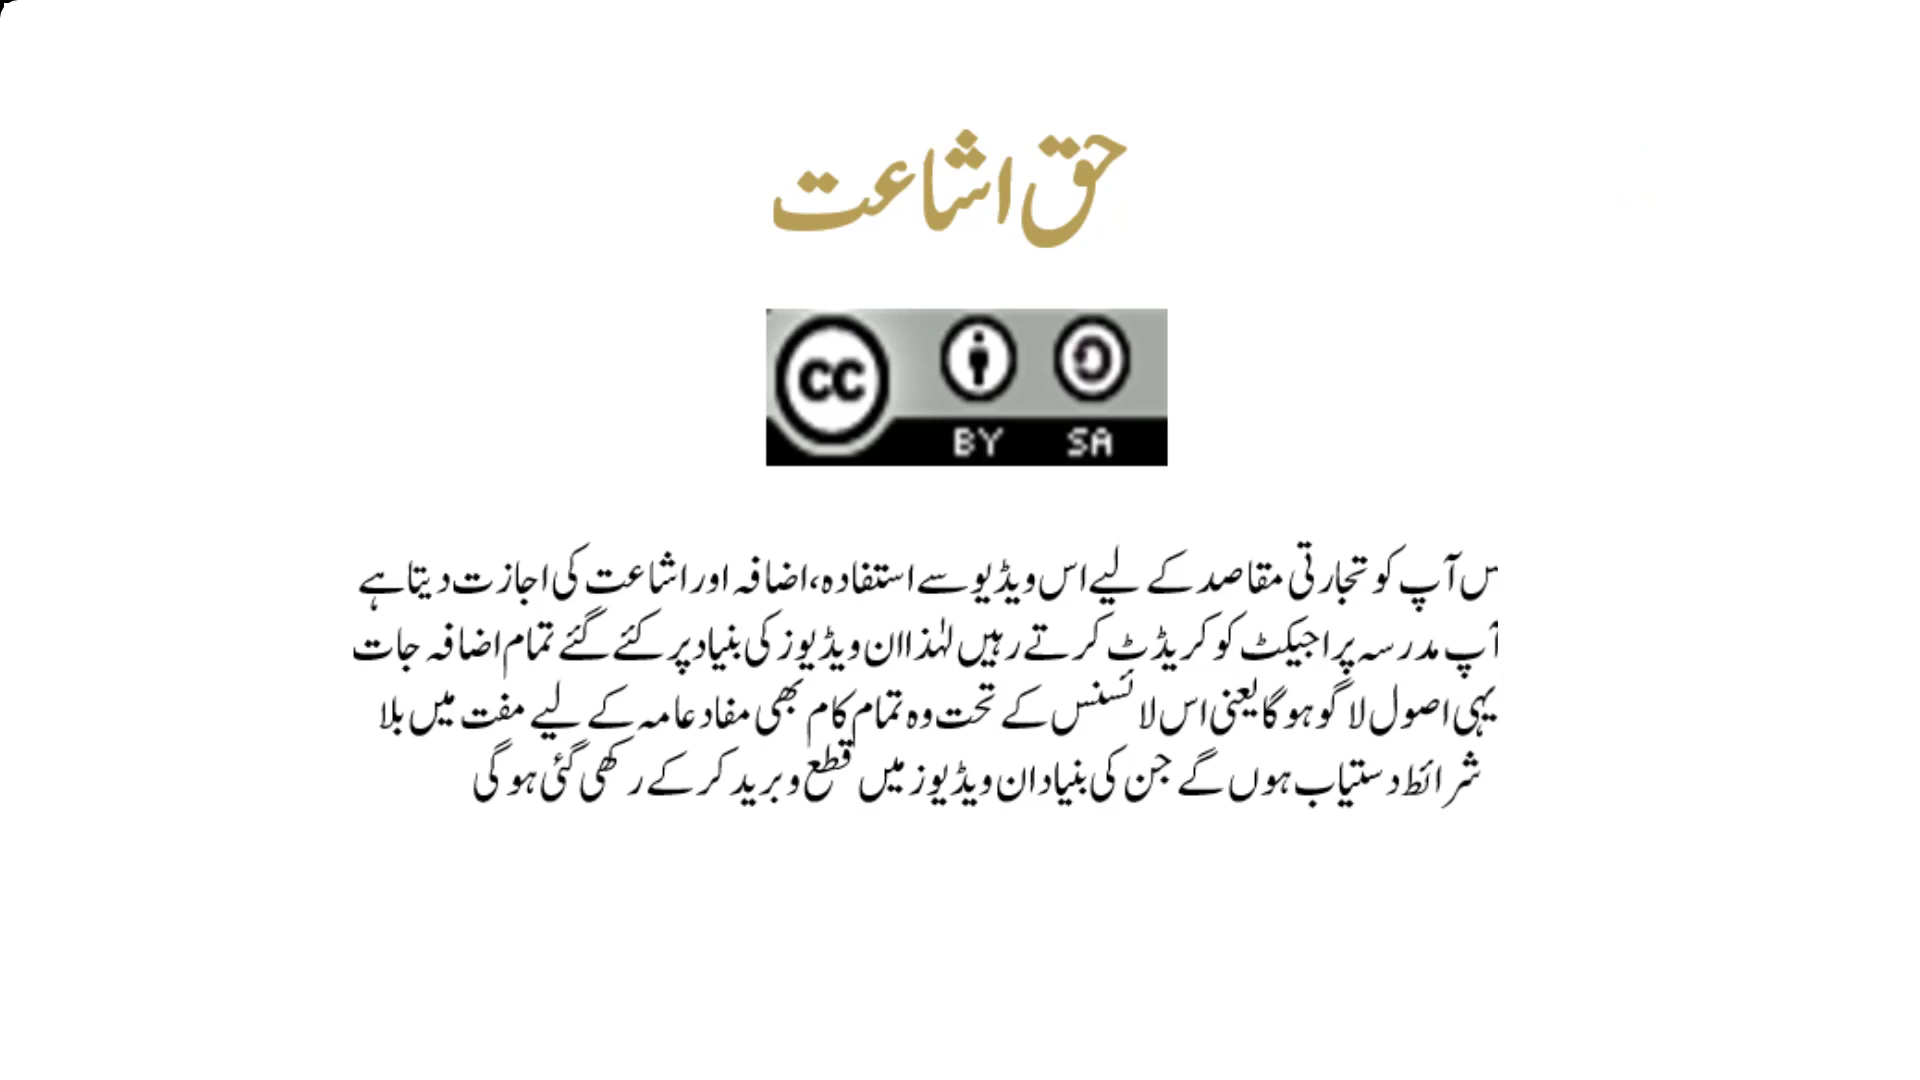 حق اشاعت
cc
BY SA
آپ کو تجارتی مقاصد کے لیے اس ویڈیو سے استفادہ، اضافہ اور اشاعت کی اجازت دیتا ہے
آپ مدرسہ پراجیکٹ کو کریڈٹ کرتے رہیں لہٰذا ان ویڈیوز کی بنیاد پر کئے گئے تمام اضافہ جات
یہی اصول لاگو ہو گا یعنی اس لائسنس کے تحت وہ تمام کام بھی مفاد عامہ کے لیے مفت میں بلا
شرائط دستیاب ہوں گے جن کی بنیاد ان ویڈیوز میں قطع و برید کر کے رکھی گئی ہو گی